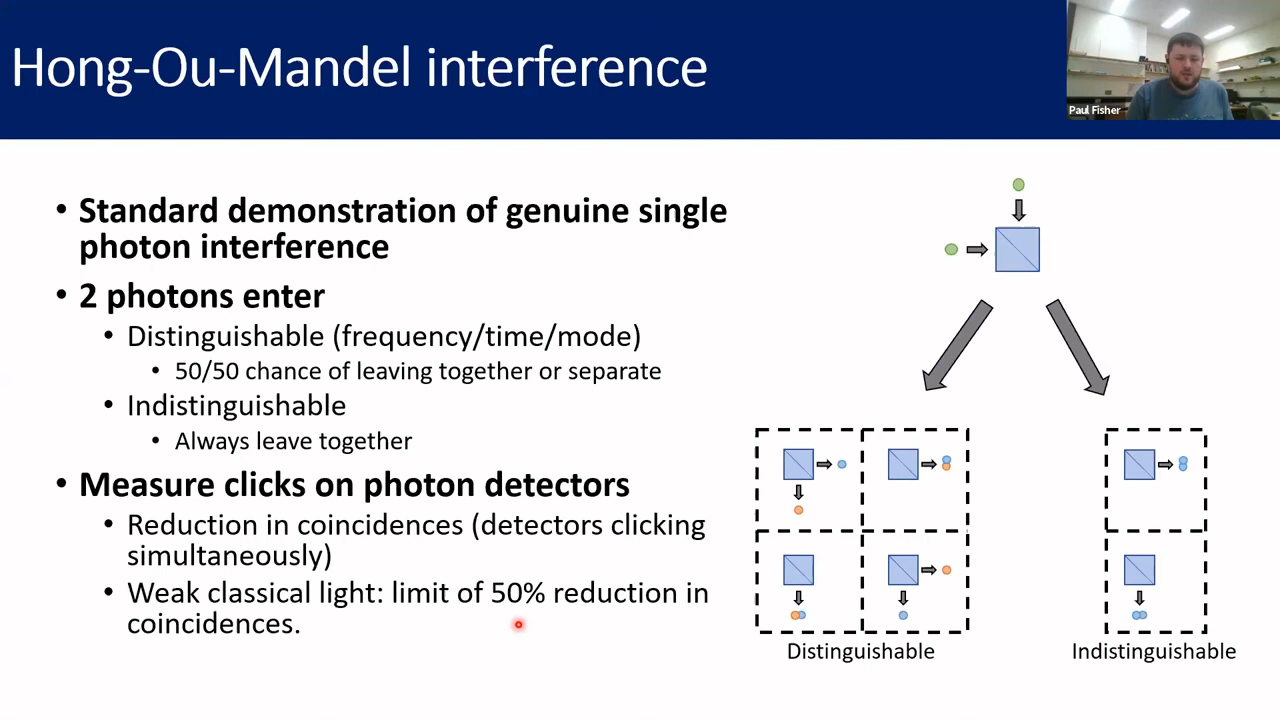 Hong-Ou-Mandel interference
Paul Fisher
• Standard demonstration of genuine single
photon interference
• 2 photons enter
• Distinguishable (frequency/time/mode)
• 50/50 chance of leaving together or separate
• Indistinguishable
• Always leave together
• Measure clicks on photon detectors
• Reduction in coincidences (detectors clicking
simultaneously)
• Weak classical light: limit of 50% reduction in
coincidences.
Distinguishable
Indistinguishable